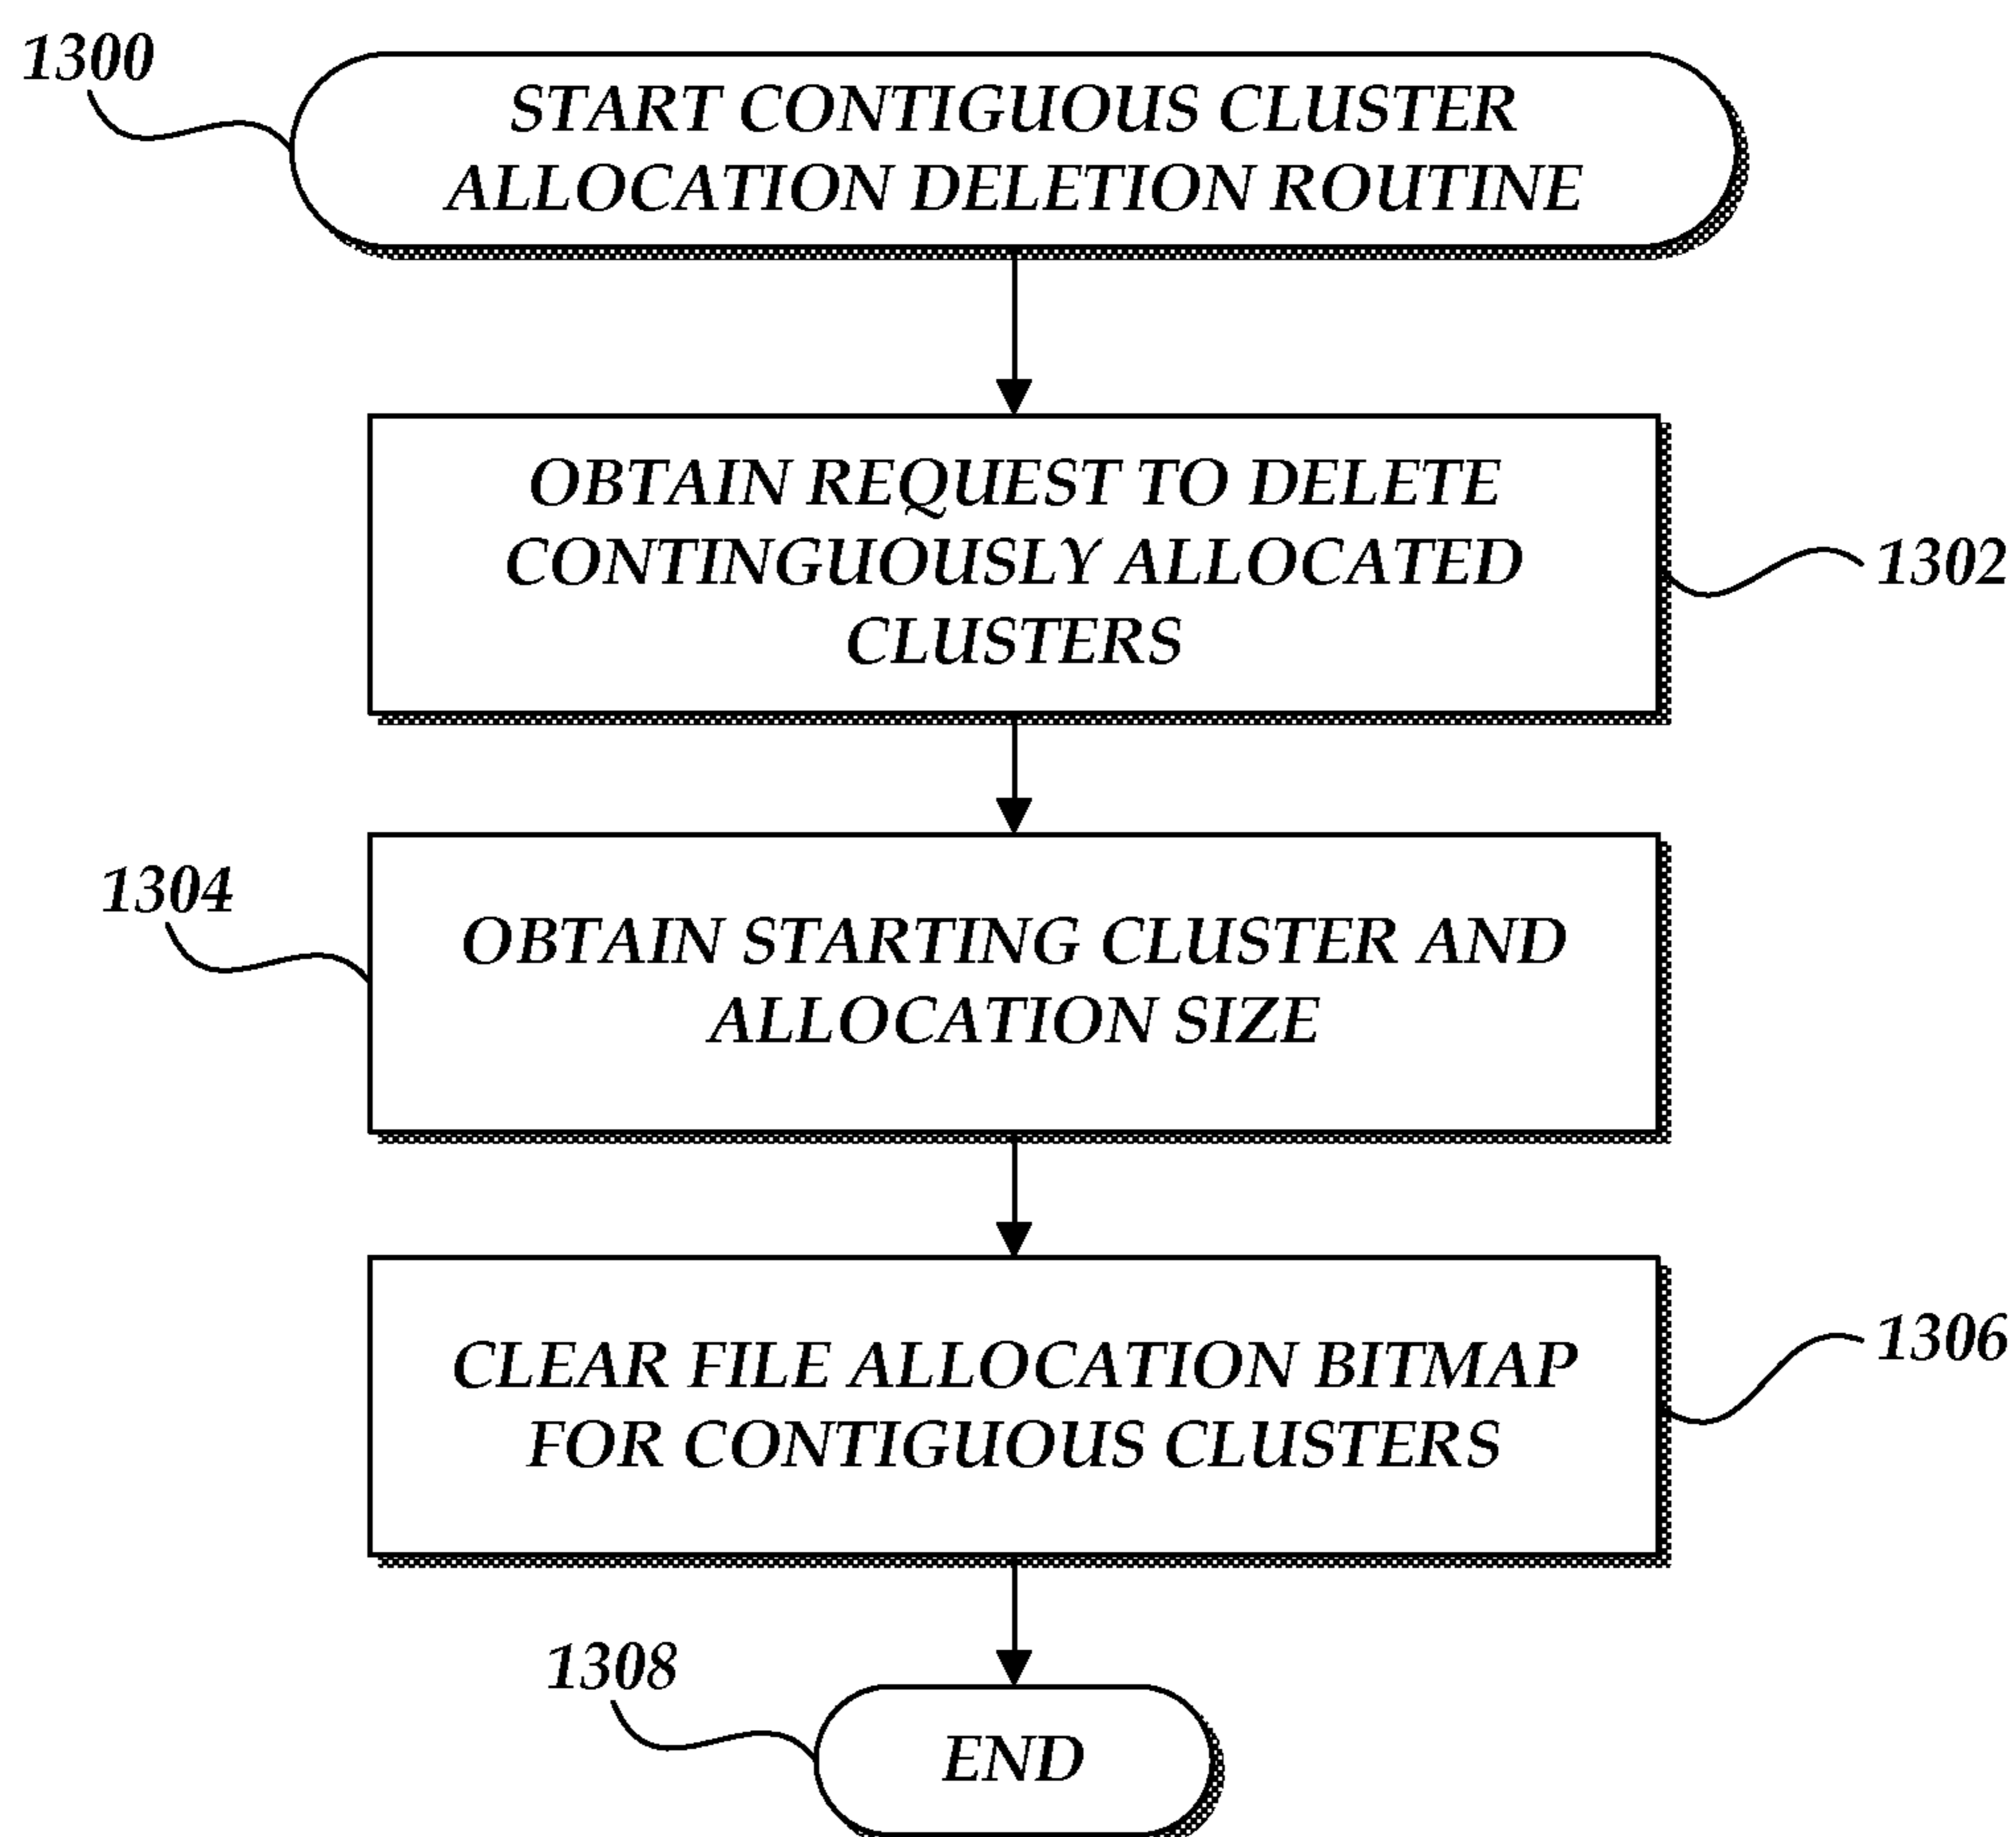 1300
START CONTIGUOUS CLUSTER
ALLOCATION DELETION ROUTINE
OBTAIN REQUEST TO DELETE
CONTINGUOUSLY ALLOCATED
CLUSTERS
1302
1304
OBTAIN STARTING CLUSTER AND
ALLOCATION SIZE
CLEAR FILE ALLOCATION BITMAP
FOR CONTIGUOUS CLUSTERS
1306
1308
END